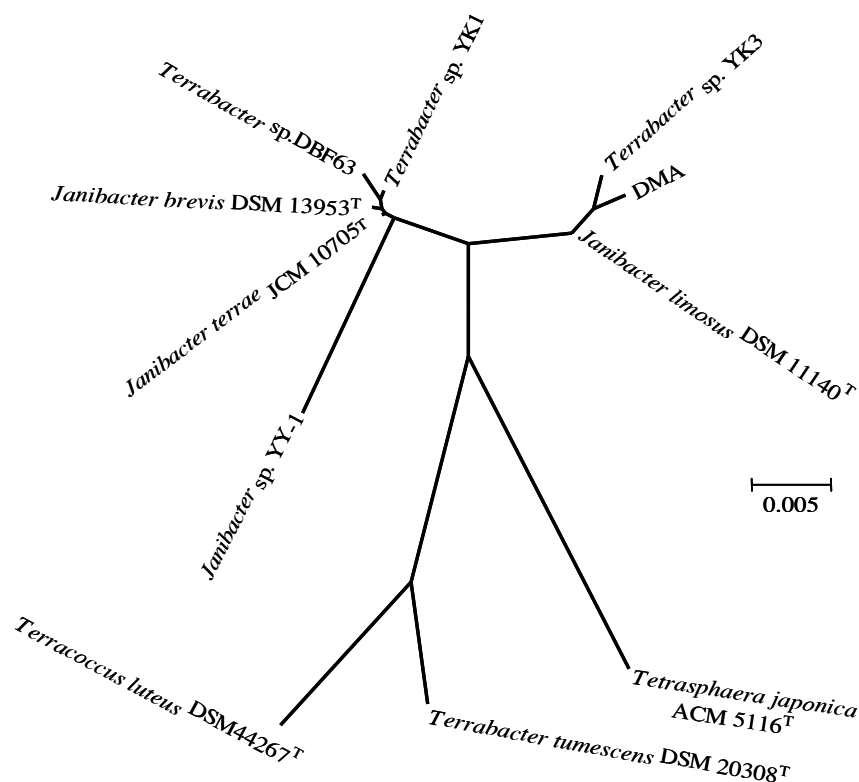 Terrabacter sp. YK1
Terrabacter sp. YK3
Terrabacter sp.DBF63
DMA
Janibacter brevis DSM 13953T
Janibacter terrae JCM 10705T
Janibacter limosus DSM 11140T
Janibacter sp. YY-1
0.005
Terracoccus luteus DSM44267T
Tetrasphaera japonica
ACM 5116T
Terrabacter tumescens DSM 20308T